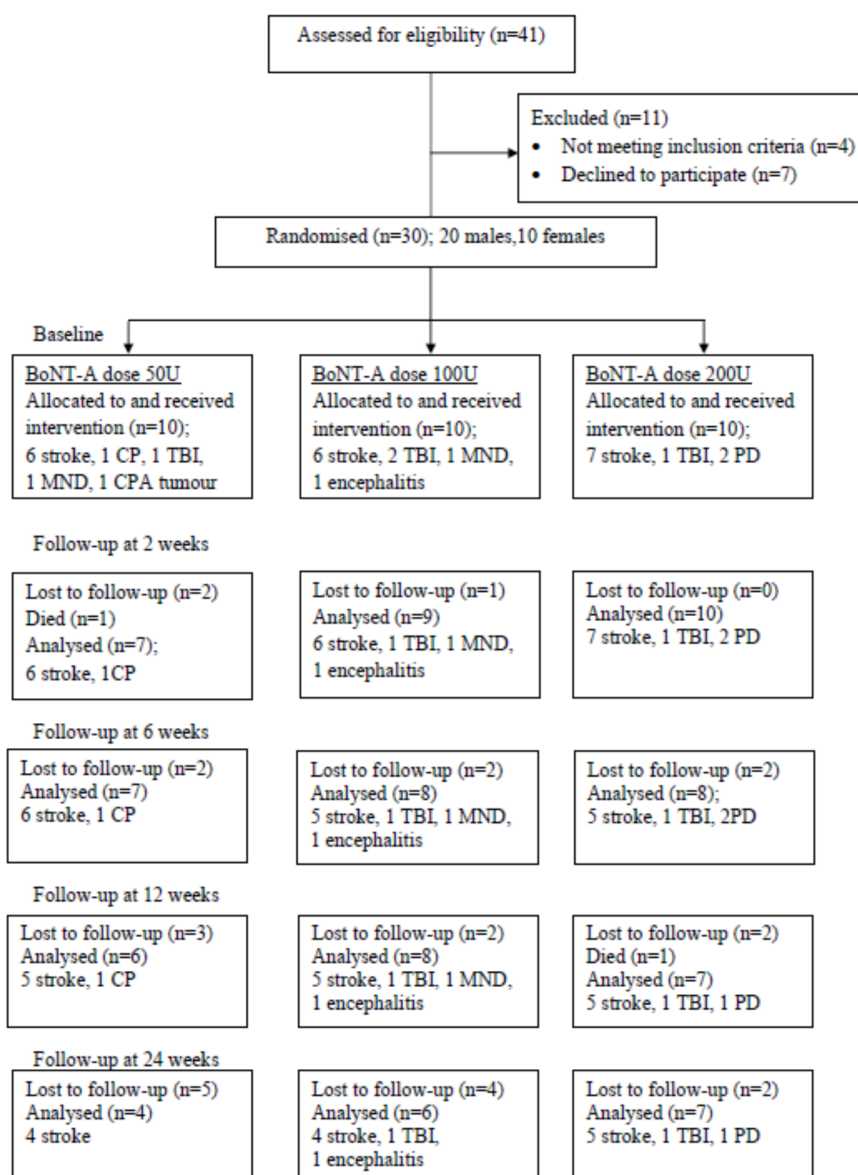 Assessed for eligibility (n=41)
Excluded (n=11)
• Not meeting inclusion criteria (n=4)
• Declined to participate (n=7)
Randomised (n=30); 20 males,10 females
Baseline
BoNT-A dose 50U
Allocated to and received
intervention (n=10);
6 stroke, 1 CP, 1 TBI,
1 MND, 1 CPA tumour
BoNT-A dose 100U
Allocated to and received
intervention (n=10);
6 stroke, 2 TBI, 1 MND,
1 encephalitis
BoNT-A dose 200U
Allocated to and received
intervention (n=10);
7 stroke, 1 TBI, 2 PD
Follow-up at 2 weeks
Lost to follow-up (n=2)
Died (n=1)
Analysed (n=7);
6 stroke, 1CP
Lost to follow-up (n=1)
Analysed (n=9)
6 stroke, 1 TBI, 1 MND,
1 encephalitis
Lost to follow-up (n=0)
Analysed (n=10)
7 stroke, 1 TBI, 2 PD
Follow-up at 6 weeks
Lost to follow-up (n=2)
Analysed (n=7)
6 stroke, 1 CP
Lost to follow-up (n=2)
Analysed (n=8)
5 stroke, 1 TBI, 1 MND,
1 encephalitis
Lost to follow-up (n=2)
Analysed (n=8);
5 stroke, 1 TBI, 2PD
Follow-up at 12 weeks
Lost to follow-up (n=3)
Analysed (n=6)
5 stroke, 1 CP
Lost to follow-up (n=2)
Analysed (n=8)
5 stroke, 1 TBI, 1 MND,
1 encephalitis
Lost to follow-up (n=2)
Died (n=1)
Analysed (n=7)
5 stroke, 1 TBI, 1 PD
Follow-up at 24 weeks
Lost to follow-up (n=5)
Analysed (n=4)
4 stroke
Lost to follow-up (n=4)
Analysed (n=6)
4 stroke, 1 TBI,
1 encephalitis
Lost to follow-up (n=2)
Analysed (n=7)
5 stroke, 1 TBI, 1 PD